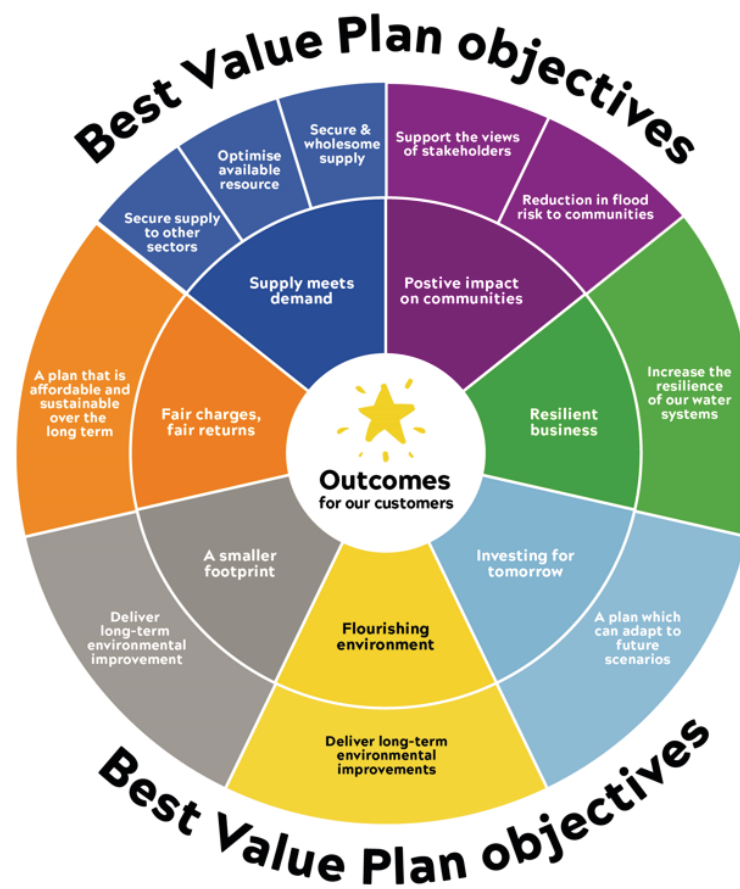 Best Value Plan objectives
Secure &
wholesome
supply
Support the views
of stakeholders
Optimise
available
resource
Reduction in flood
risk to communities
Secure supply
to other
sectors
Supply meets
demand
Postive impact
on communities
A plan that is
affordable and
sustainable
over the
long term
Fair charges,
fair returns
Resilient
business
Increase the
resilience
of our water
systems
Outcomes
for our customers
A smaller
footprint
Investing for
tomorrow
Deliver
long-term
environmental
improvement
Flourishing
environment
A plan which
can adapt to
future
scenarios
Deliver long-term
environmental
improvements
Best Value Plan objectives